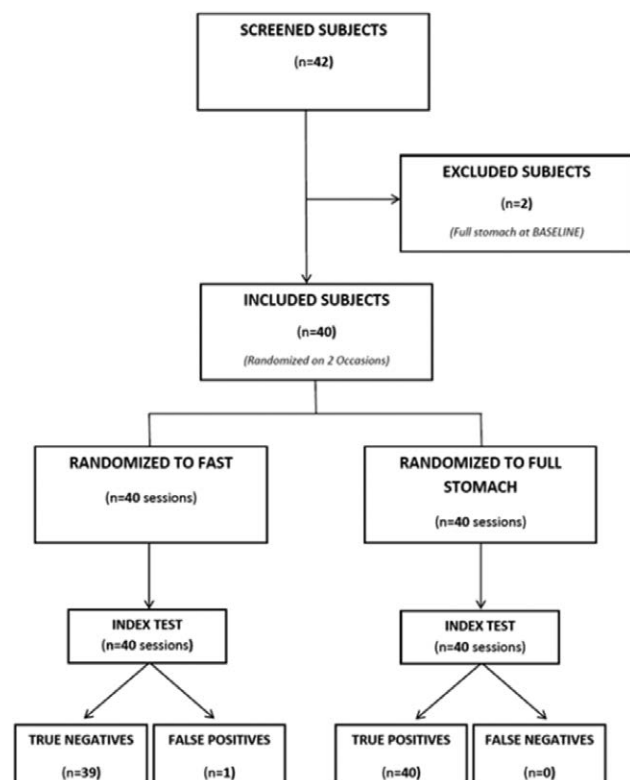 SCREENED SUBJECTS
(n=42)
EXCLUDED SUBJECTS
(n=2)
(Full stomach at BASELINE)
INCLUDED SUBJECTS
(n=40)
(Randomized on 2 Occasions)
RANDOMIZED TO FAST
(n=40 sessions)
RANDOMIZED TO FULL
STOMACH
(n=40 sessions)
INDEX TEST
(n=40 sessions)
INDEX TEST
(n=40 sessions)
TRUE NEGATIVES
(n=39)
FALSE POSITIVES
(n=1)
TRUE POSITIVES
(n=40)
FALSE NEGATIVES
(n=0)